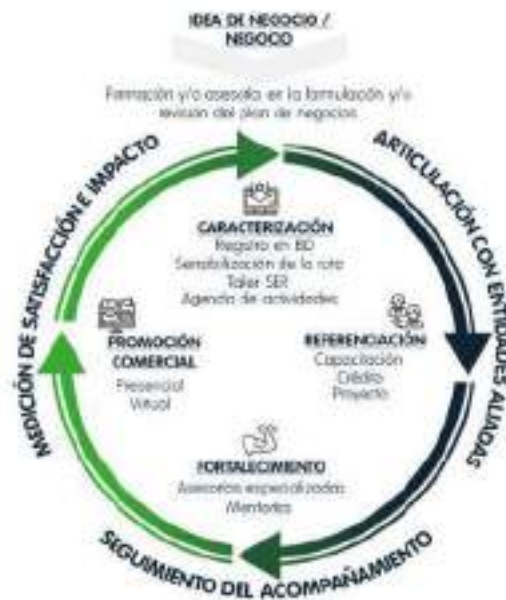 IDEA DE NEGOCIO /
NEGOCO
Formación y/o asesoría en la formulación y/o
revisión del plan de negocios
ARTICULACIÓN CON ENTIDADES ALIADAS
MEDICIÓN DE SATISFACCIÓN E IMPACTO
CARACTERIZACIÓN
Registro en BD
Sensibilización de la ruta
Taller SER
Agenda de actividades
PROMOCIÓN
COMERCIAL
Presencial
Virtual
REFERENCIACIÓN
Capacitación
Crédito
Proyecto
FORTALECIMIENTO
Asesorías especializadas
Mentorías
SEGUIMIENTO DEL ACOMPAÑAMIENTO